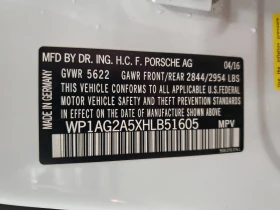 MFD BY DR. ING. H.C. F. PORSCHE AG 04/16
GVWR 5622 GAWR FRONT/REAR 2844/2954 LBS
THIS VEHICLE CONFORMS TO ALL APPLICABLE FEDERAL
MOTOR VEHICLE SAFETY AND THEFT PREVENTION STANDARDS
IN EFFECT ON THE DATE OF MANUFACTURE SHOWN ABOVE
WP1AG2A5XHLB51605 MPV
MADE IN GERMANY